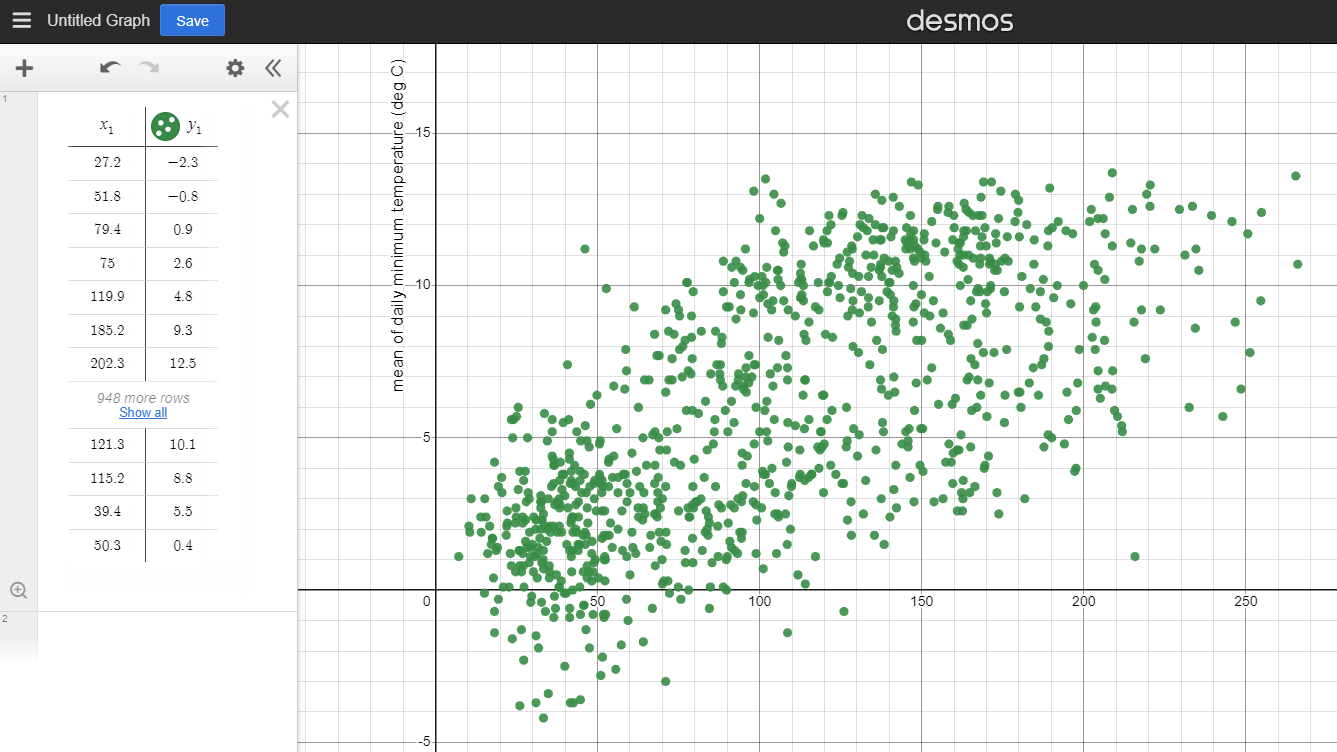 Untitled Graph Save desmos
1
x₁ y₁
27.2 −2.3
51.8 −0.8
79.4 0.9
75 2.6
119.9 4.8
185.2 9.3
202.3 12.5
948 more rows
Show all
121.3 10.1
115.2 8.8
39.4 5.5
50.3 0.4
2
mean of daily minimum temperature (deg C)
15
10
5
0 50 100 150 200 250
-5